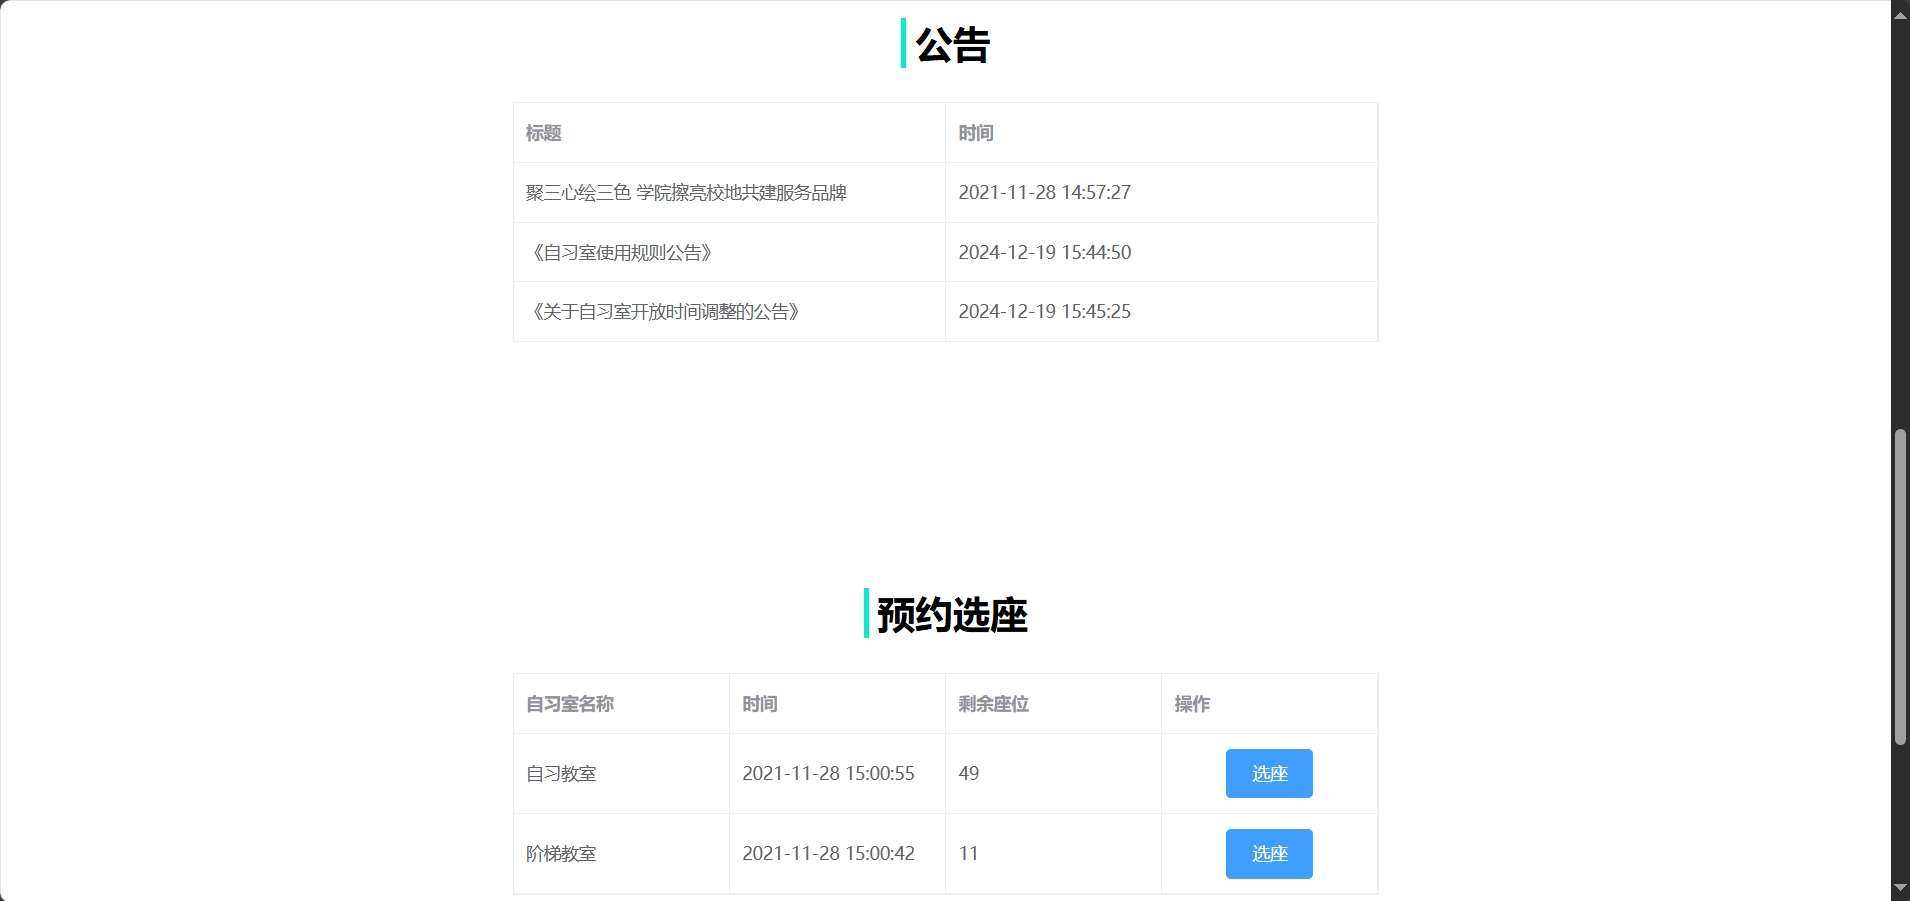 公告
标题 时间
聚三心绘三色 学院擦亮校地共建服务品牌 2021-11-28 14:57:27
《自习室使用规则公告》 2024-12-19 15:44:50
《关于自习室开放时间调整的公告》 2024-12-19 15:45:25
预约选座
自习室名称 时间 剩余座位 操作
自习教室 2021-11-28 15:00:55 49 选座
阶梯教室 2021-11-28 15:00:42 11 选座